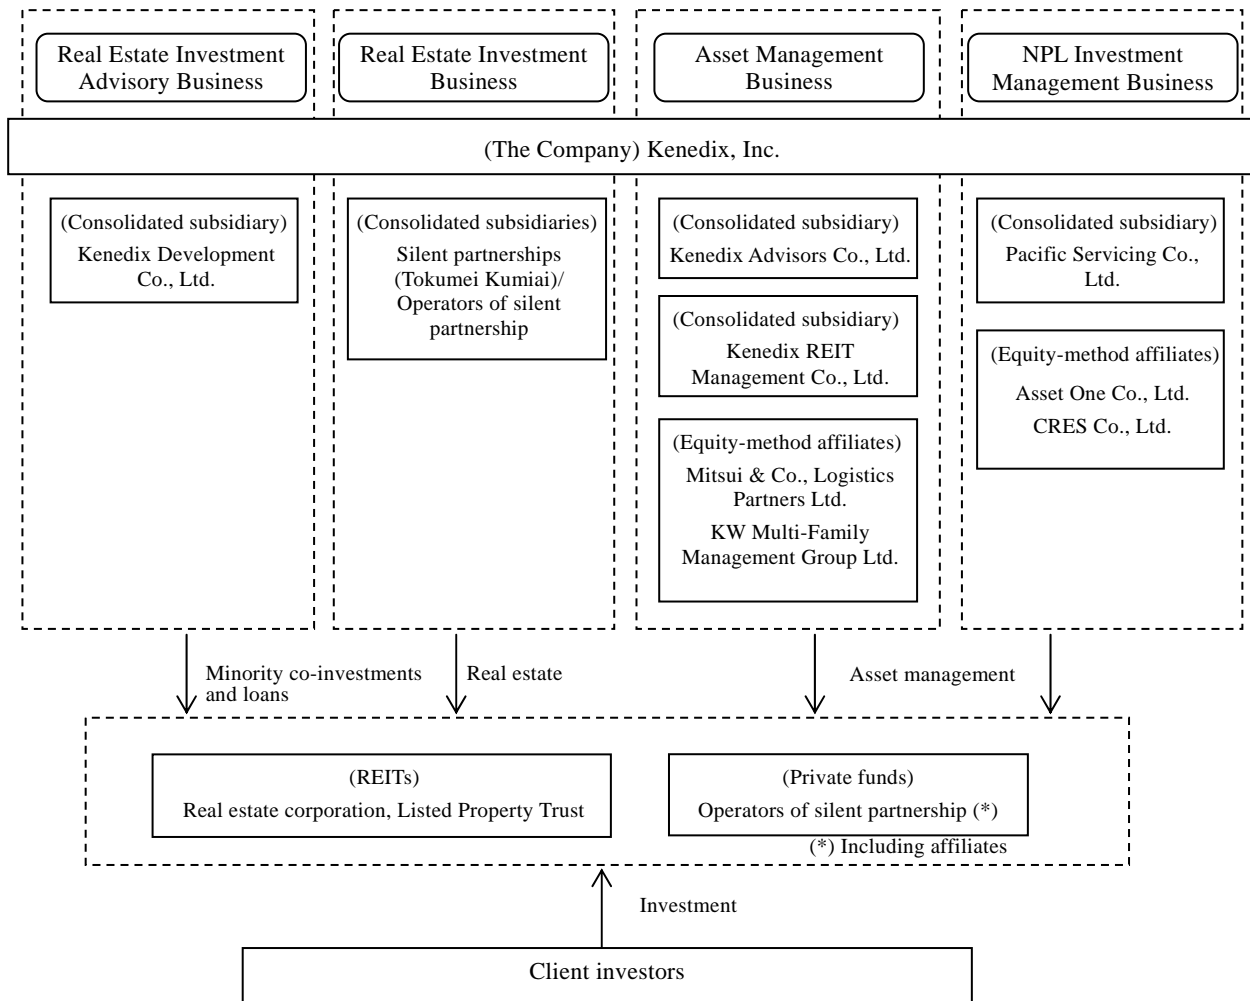 Real Estate Investment
Advisory Business
Real Estate Investment
Business
Asset Management
Business
NPL Investment
Management Business
(The Company) Kenedix, Inc.
(Consolidated subsidiary)
Kenedix Development
Co., Ltd.
(Consolidated subsidiaries)
Silent partnerships
(Tokumei Kumiai)/
Operators of silent
partnership
(Consolidated subsidiary)
Kenedix Advisors Co., Ltd.
(Consolidated subsidiary)
Kenedix REIT
Management Co., Ltd.
(Equity-method affiliates)
Mitsui & Co., Logistics
Partners Ltd.
KW Multi-Family
Management Group Ltd.
(Consolidated subsidiary)
Pacific Servicing Co.,
Ltd.
(Equity-method affiliates)
Asset One Co., Ltd.
CRES Co., Ltd.
Minority co-investments
and loans
Real estate
Asset management
(REITs)
Real estate corporation, Listed Property Trust
(Private funds)
Operators of silent partnership (*)
(*) Including affiliates
Investment
Client investors